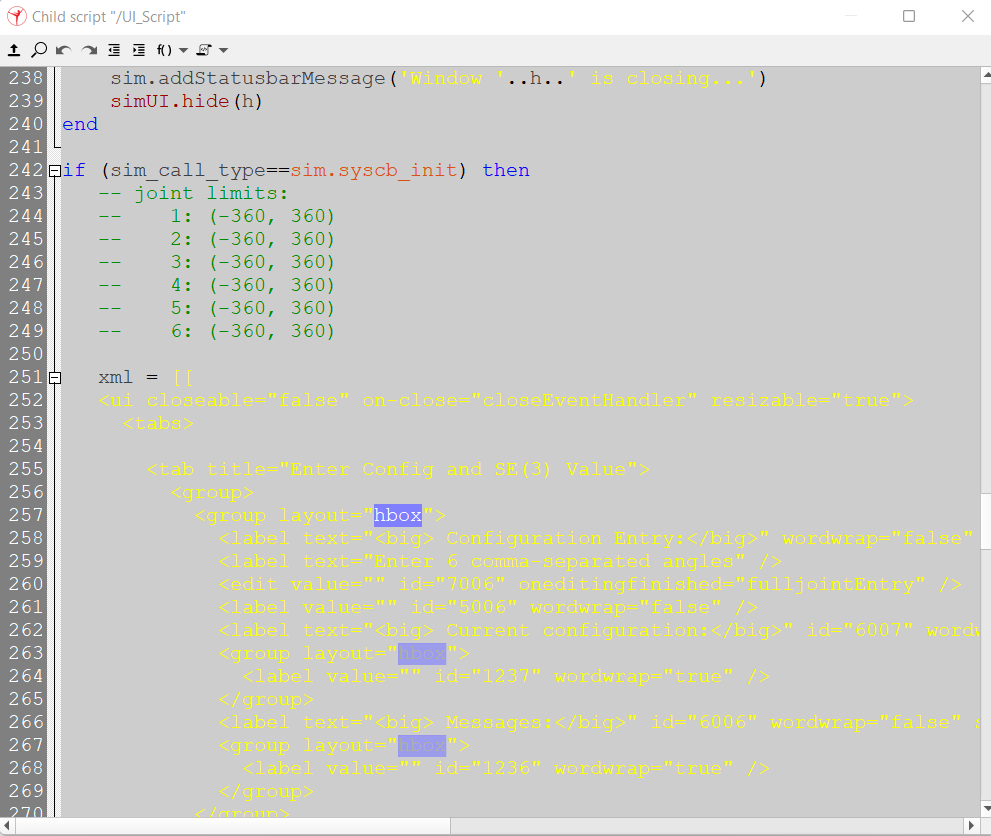 Child script "/UI_Script"
f()
238 sim.addStatusbarMessage('Window '..h..' is closing...')
239 simUI.hide(h)
240 end
241
242 if (sim_call_type==sim.syscb_init) then
243 -- joint limits:
244 --    1: (-360, 360)
245 --    2: (-360, 360)
246 --    3: (-360, 360)
247 --    4: (-360, 360)
248 --    5: (-360, 360)
249 --    6: (-360, 360)
250
251 xml = [[
252 <ui closeable="false" on-close="closeEventHandler" resizable="true">
253 <tabs>
254
255 <tab title="Enter Config and SE(3) Value">
256 <group>
257 <group layout="hbox">
258 <label text="<big> Configuration Entry:</big>" wordwrap="false"
259 <label text="Enter 6 comma-separated angles" />
260 <edit value="" id="7006" oneditingfinished="fulljointEntry" />
261 <label value="" id="5006" wordwrap="false" />
262 <label text="<big> Current configuration:</big>" id="6007" wordw
263 <group layout="hbox">
264 <label value="" id="1237" wordwrap="true" />
265 </group>
266 <label text="<big> Messages:</big>" id="6006" wordwrap="false" s
267 <group layout="hbox">
268 <label value="" id="1236" wordwrap="true" />
269 </group>
270 </group>